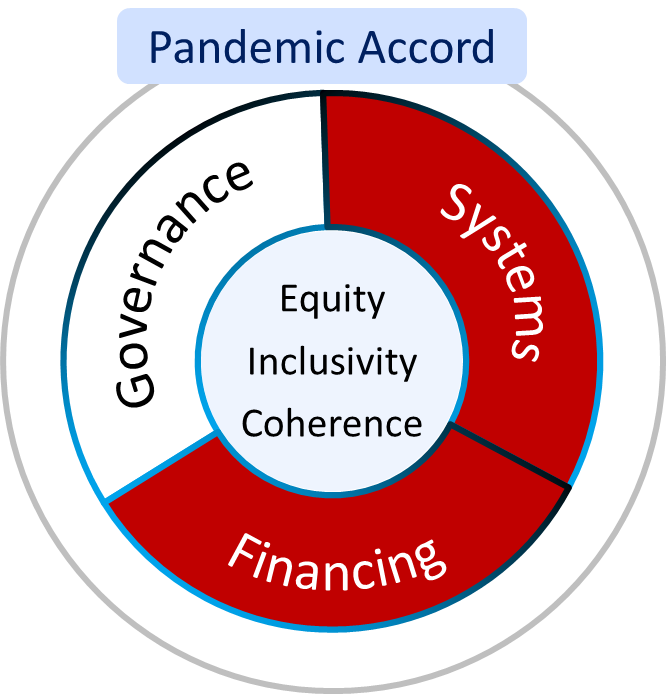 Pandemic Accord
Governance
Systems
Equity
Inclusivity
Coherence
Financing